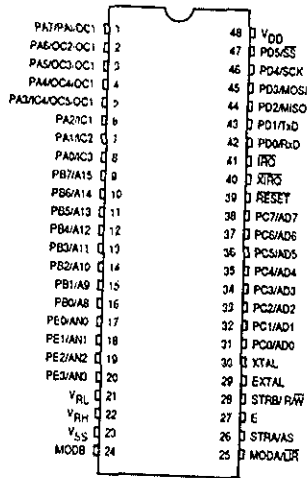 PA7/PAI/OC1 1
PA6/OC2/OC1 2
PA5/OC3/OC1 3
PA4/OC4/OC1 4
PA3/IC4/OC5/OC1 5
PA2/IC1 6
PA1/IC2 7
PA0/IC3 8
PB7/A15 9
PB6/A14 10
PB5/A13 11
PB4/A12 12
PB3/A11 13
PB2/A10 14
PB1/A9 15
PB0/A8 16
PE0/AN0 17
PE1/AN1 18
PE2/AN2 19
PE3/AN3 20
VRL 21
VRH 22
VSS 23
MODB 24
48 VDD
47 PD5/SS
46 PD4/SCK
45 PD3/MOSI
44 PD2/MISO
43 PD1/TxD
42 PD0/RxD
41 IRQ
40 XIRQ
39 RESET
38 PC7/AD7
37 PC6/AD6
36 PC5/AD5
35 PC4/AD4
34 PC3/AD3
33 PC2/AD2
32 PC1/AD1
31 PC0/AD0
30 XTAL
29 EXTAL
28 STRB/R/W
27 E
26 STRA/AS
25 MODA/LIR